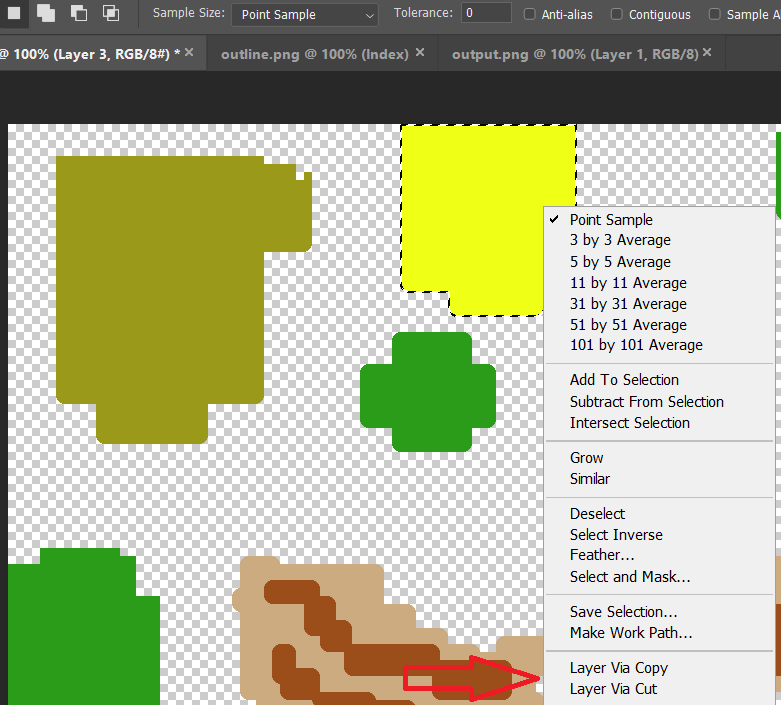 Sample Size: Point Sample Tolerance: 0 Anti-alias Contiguous Sample A
@ 100% (Layer 3, RGB/8#) * × outline.png @ 100% (Index) × output.png @ 100% (Layer 1, RGB/8) ×
Point Sample
3 by 3 Average
5 by 5 Average
11 by 11 Average
31 by 31 Average
51 by 51 Average
101 by 101 Average
Add To Selection
Subtract From Selection
Intersect Selection
Grow
Similar
Deselect
Select Inverse
Feather...
Select and Mask...
Save Selection...
Make Work Path...
Layer Via Copy
Layer Via Cut